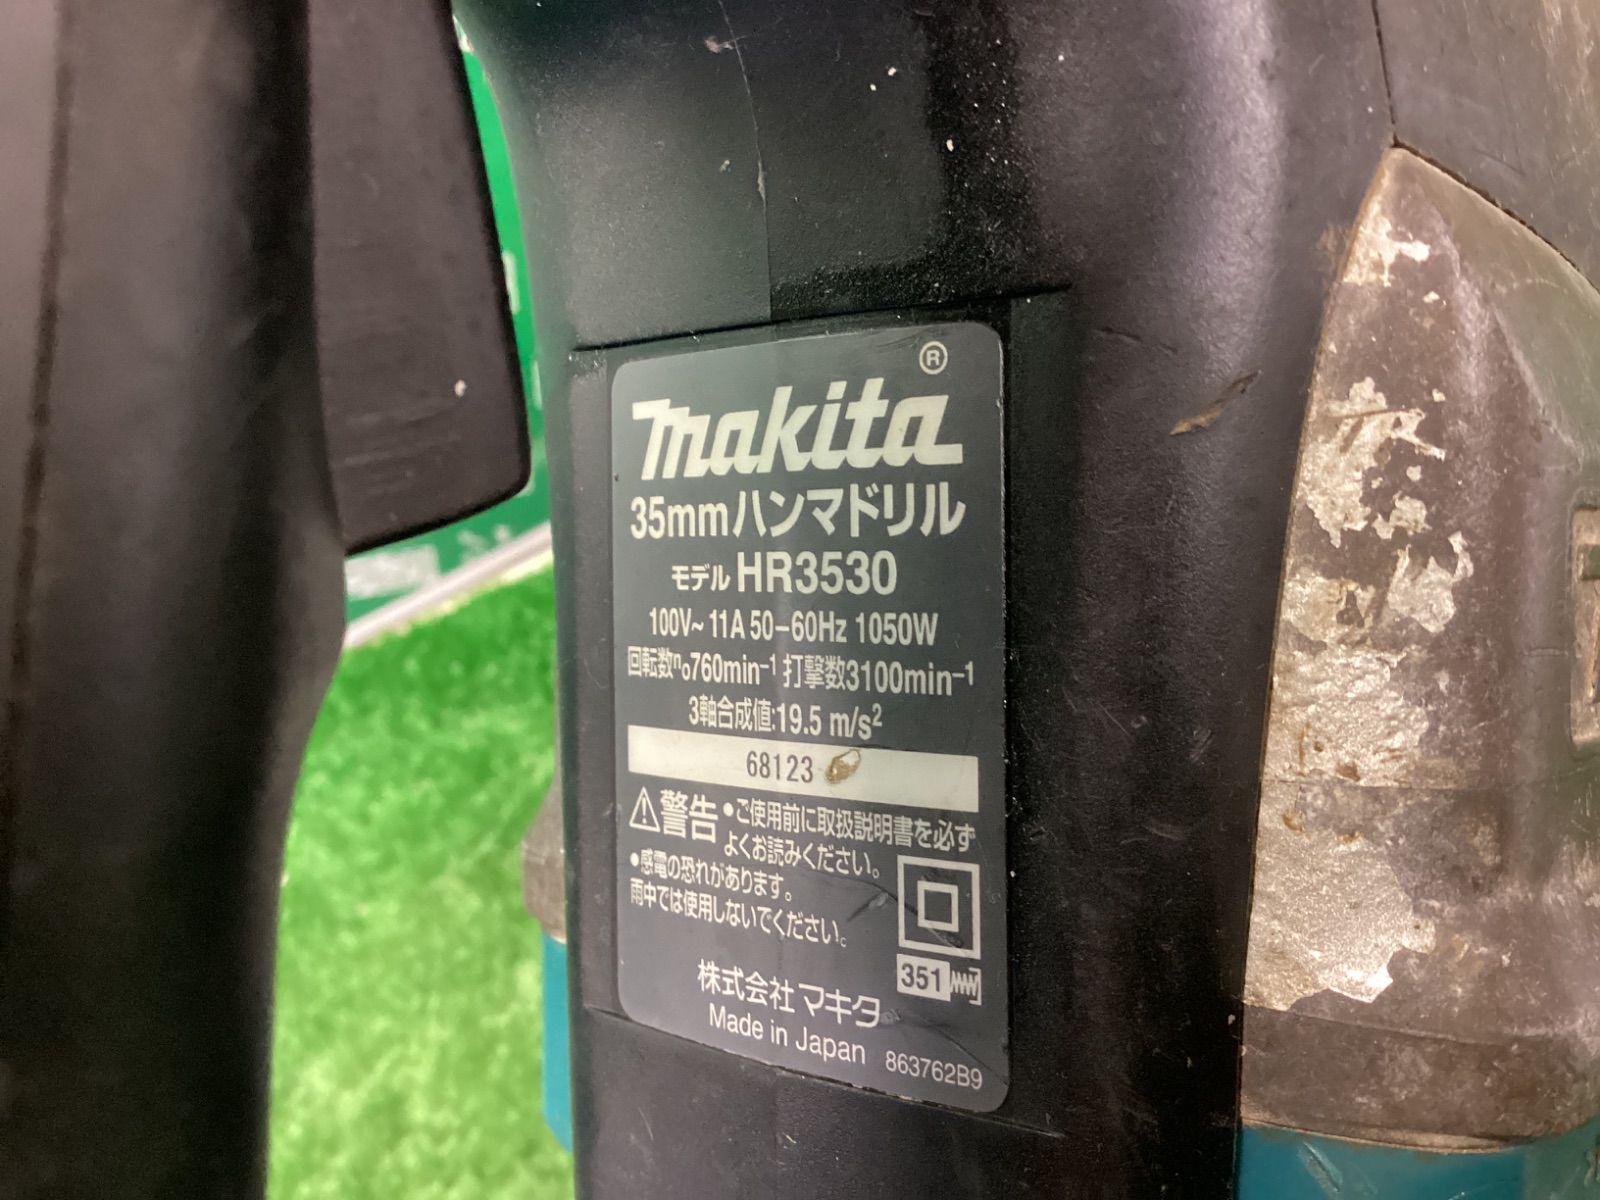 makita®
35mmハンマドリル
モデル HR3530
100V~ 11A 50-60Hz 1050W
回転数n₀760min⁻¹ 打撃数3100min⁻¹
3軸合成値:19.5 m/s²
68123
⚠警告 •ご使用前に取扱説明書を必ず
よくお読みください。
•感電の恐れがあります。
雨中では使用しないでください。
351
株式会社 マキタ
Made in Japan 863762B9